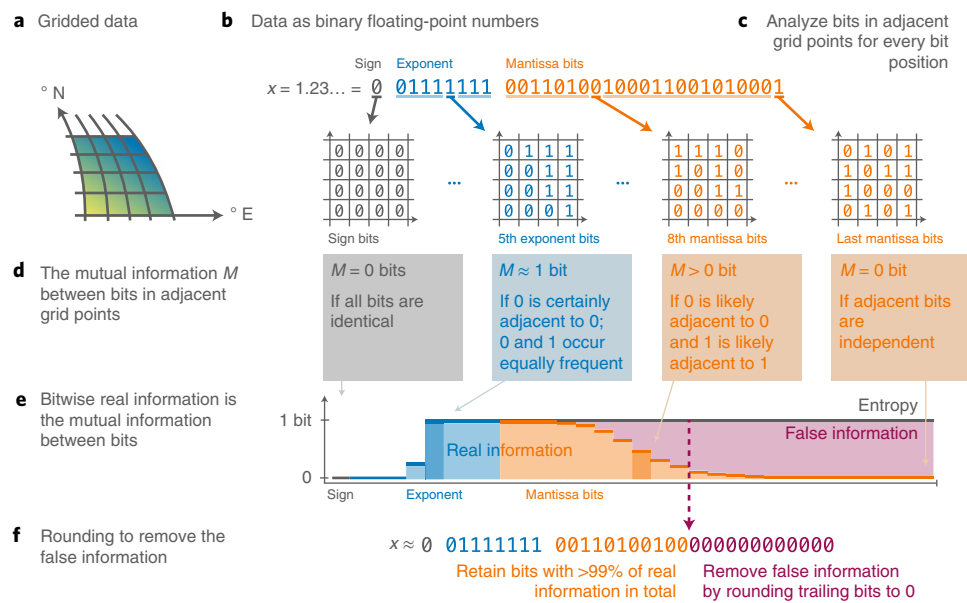 a Gridded data
° N
° E
b Data as binary floating-point numbers
Sign
Exponent
Mantissa bits
x = 1.23… = 0 01111111 00110100100011001010001
c Analyze bits in adjacent
grid points for every bit
position
0 0 0 0
0 0 0 0
0 0 0 0
0 0 0 0
Sign bits
...
0 1 1 1
0 0 1 1
0 0 1 1
0 0 0 1
5th exponent bits
...
1 1 1 0
1 0 1 0
0 0 1 1
0 0 0 0
8th mantissa bits
...
0 1 0 1
1 1 0 1
1 0 0 0
0 1 0 1
Last mantissa bits
d The mutual information M
between bits in adjacent
grid points
M = 0 bits
If all bits are
identical
M ≈ 1 bit
If 0 is certainly
adjacent to 0;
0 and 1 occur
equally frequent
M > 0 bit
If 0 is likely
adjacent to 0
and 1 is likely
adjacent to 1
M = 0 bit
If adjacent bits
are
independent
e Bitwise real information is
the mutual information
between bits
1 bit
0
Entropy
Real information
False information
Sign
Exponent
Mantissa bits
f Rounding to remove the
false information
x ≈ 0 01111111 00110100100000000000000
Retain bits with >99% of real
information in total
Remove false information
by rounding trailing bits to 0